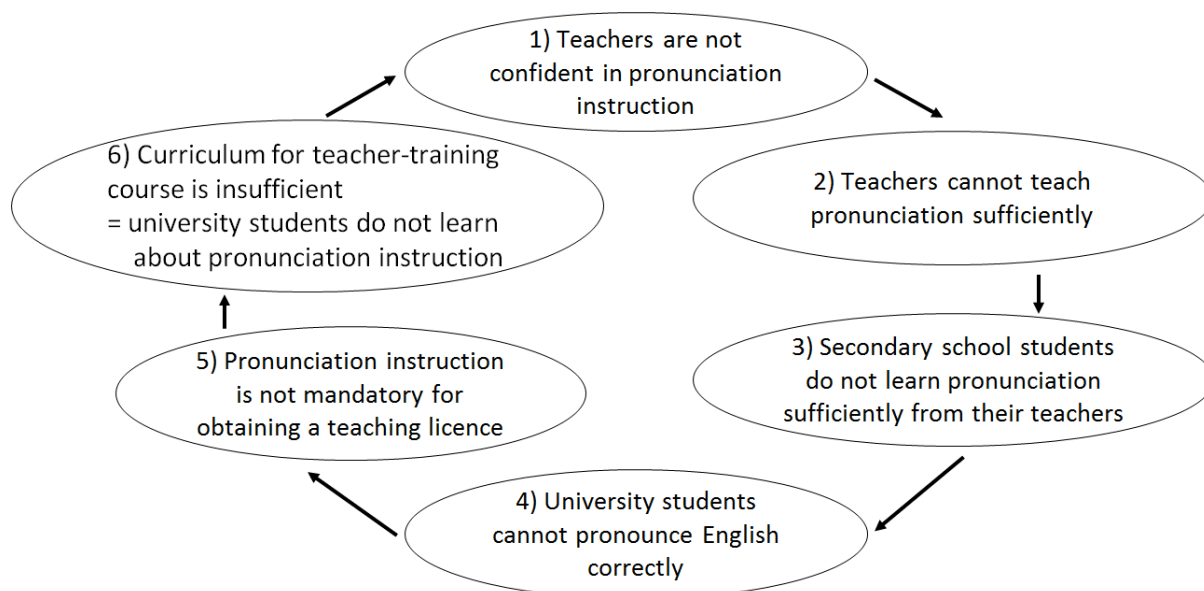 1) Teachers are not
confident in pronunciation
instruction
2) Teachers cannot teach
pronunciation sufficiently
3) Secondary school students
do not learn pronunciation
sufficiently from their teachers
4) University students
cannot pronounce English
correctly
5) Pronunciation instruction
is not mandatory for
obtaining a teaching licence
6) Curriculum for teacher-training
course is insufficient
= university students do not learn
about pronunciation instruction